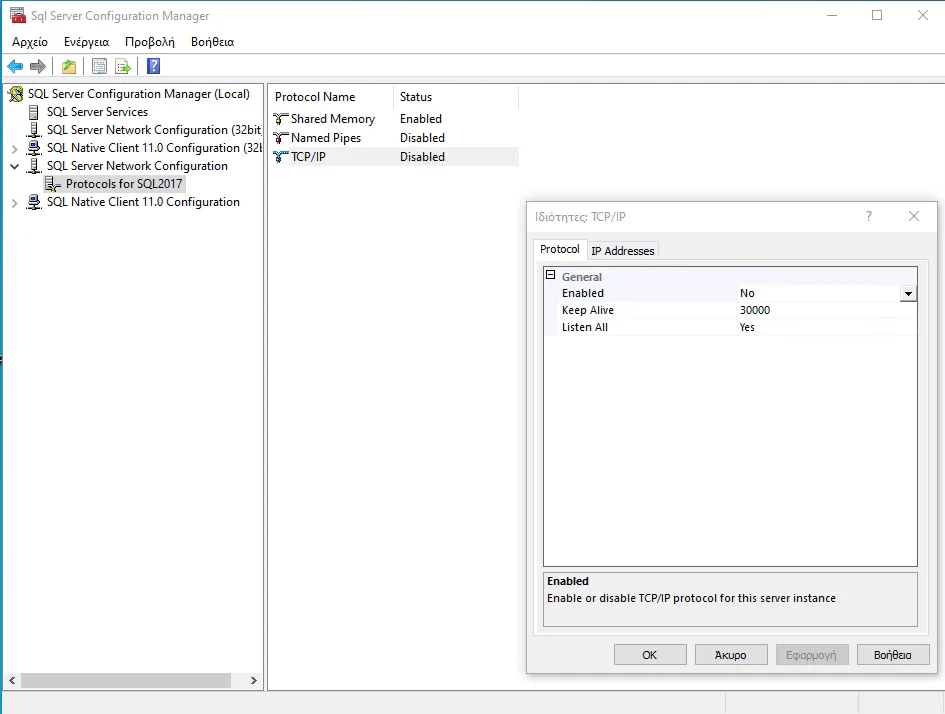 Sql Server Configuration Manager
Αρχείο Ενέργεια Προβολή Βοήθεια
SQL Server Configuration Manager (Local)
SQL Server Services
SQL Server Network Configuration (32bit
SQL Native Client 11.0 Configuration (32b
SQL Server Network Configuration
Protocols for SQL2017
SQL Native Client 11.0 Configuration
Protocol Name Status
Shared Memory Enabled
Named Pipes Disabled
TCP/IP Disabled
Ιδιότητες: TCP/IP
Protocol IP Addresses
General
Enabled No
Keep Alive 30000
Listen All Yes
Enabled
Enable or disable TCP/IP protocol for this server instance
OK Άκυρο Εφαρμογή Βοήθεια